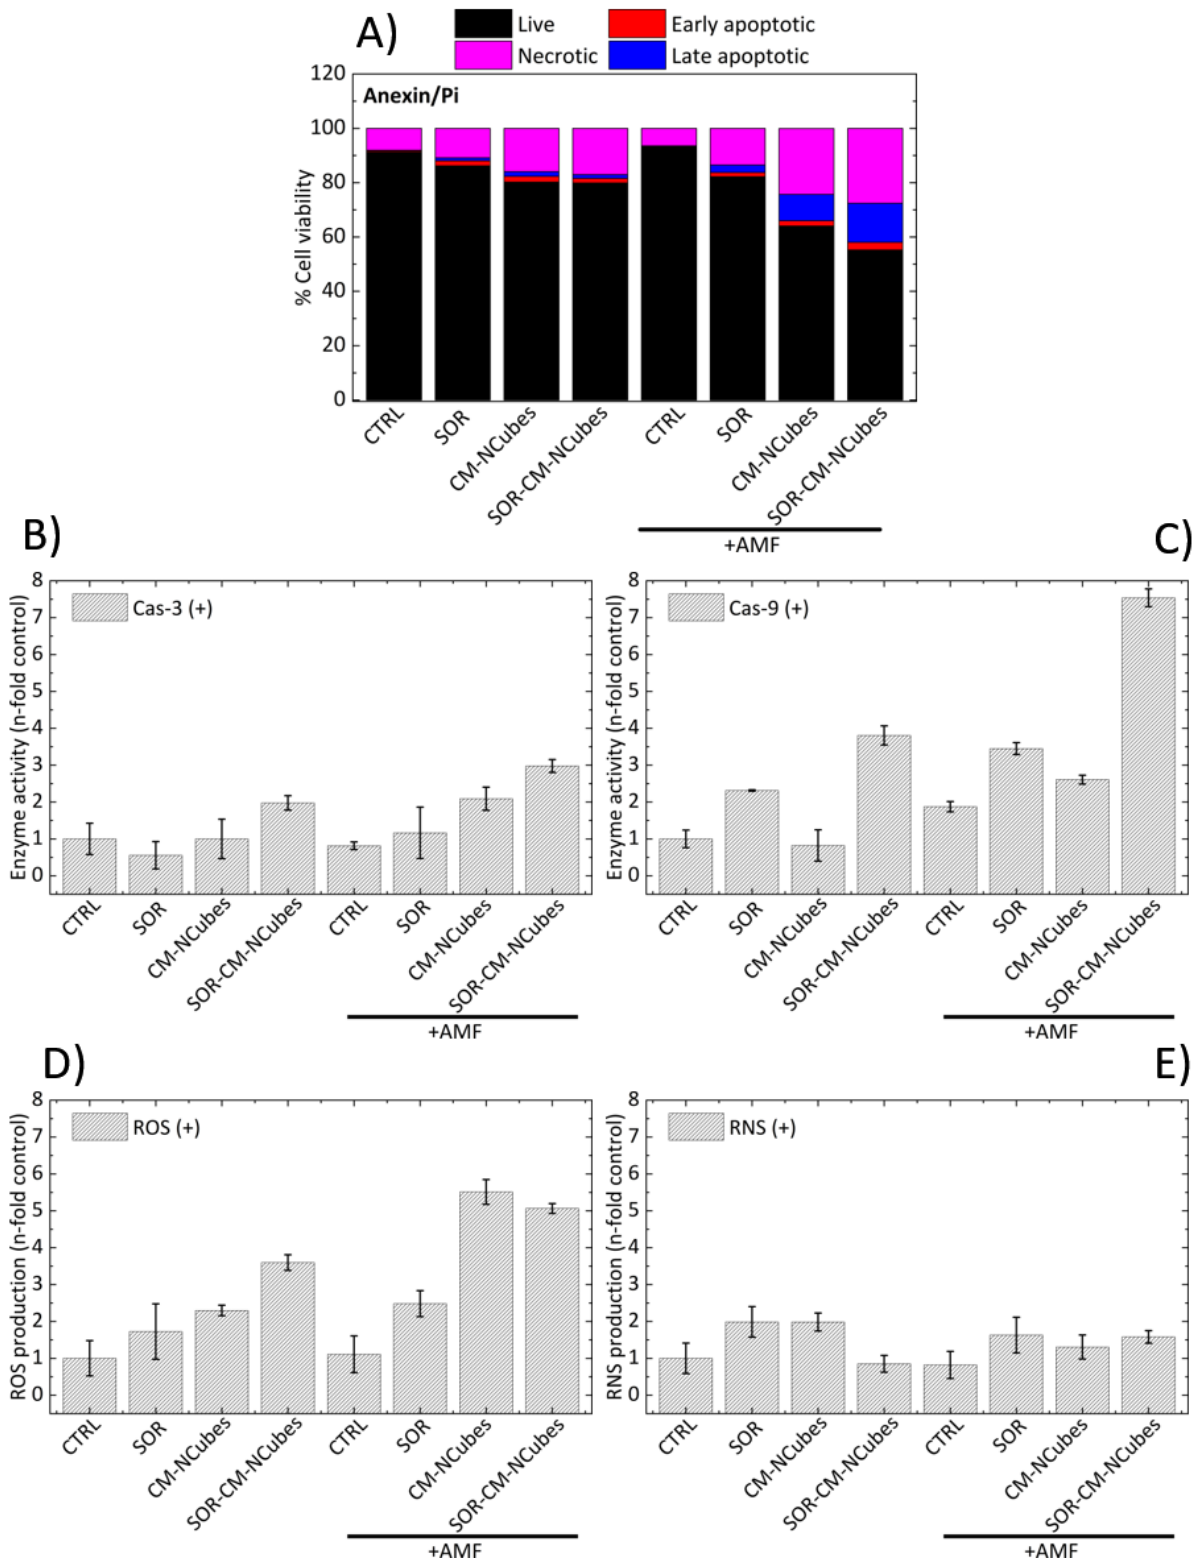 A)
Live
Early apoptotic
Necrotic
Late apoptotic
Anexin/Pi
% Cell viability
120
100
80
60
40
20
0
CTRL
SOR
CM-NCubes
SOR-CM-NCubes
CTRL
SOR
CM-NCubes
SOR-CM-NCubes
+AMF
B)
Cas-3 (+)
Enzyme activity (n-fold control)
8
7
6
5
4
3
2
1
0
CTRL
SOR
CM-NCubes
SOR-CM-NCubes
CTRL
SOR
CM-NCubes
SOR-CM-NCubes
+AMF
C)
Cas-9 (+)
Enzyme activity (n-fold control)
8
7
6
5
4
3
2
1
0
CTRL
SOR
CM-NCubes
SOR-CM-NCubes
CTRL
SOR
CM-NCubes
SOR-CM-NCubes
+AMF
D)
ROS (+)
ROS production (n-fold control)
8
7
6
5
4
3
2
1
0
CTRL
SOR
CM-NCubes
SOR-CM-NCubes
CTRL
SOR
CM-NCubes
SOR-CM-NCubes
+AMF
E)
RNS (+)
RNS production (n-fold control)
8
7
6
5
4
3
2
1
0
CTRL
SOR
CM-NCubes
SOR-CM-NCubes
CTRL
SOR
CM-NCubes
SOR-CM-NCubes
+AMF